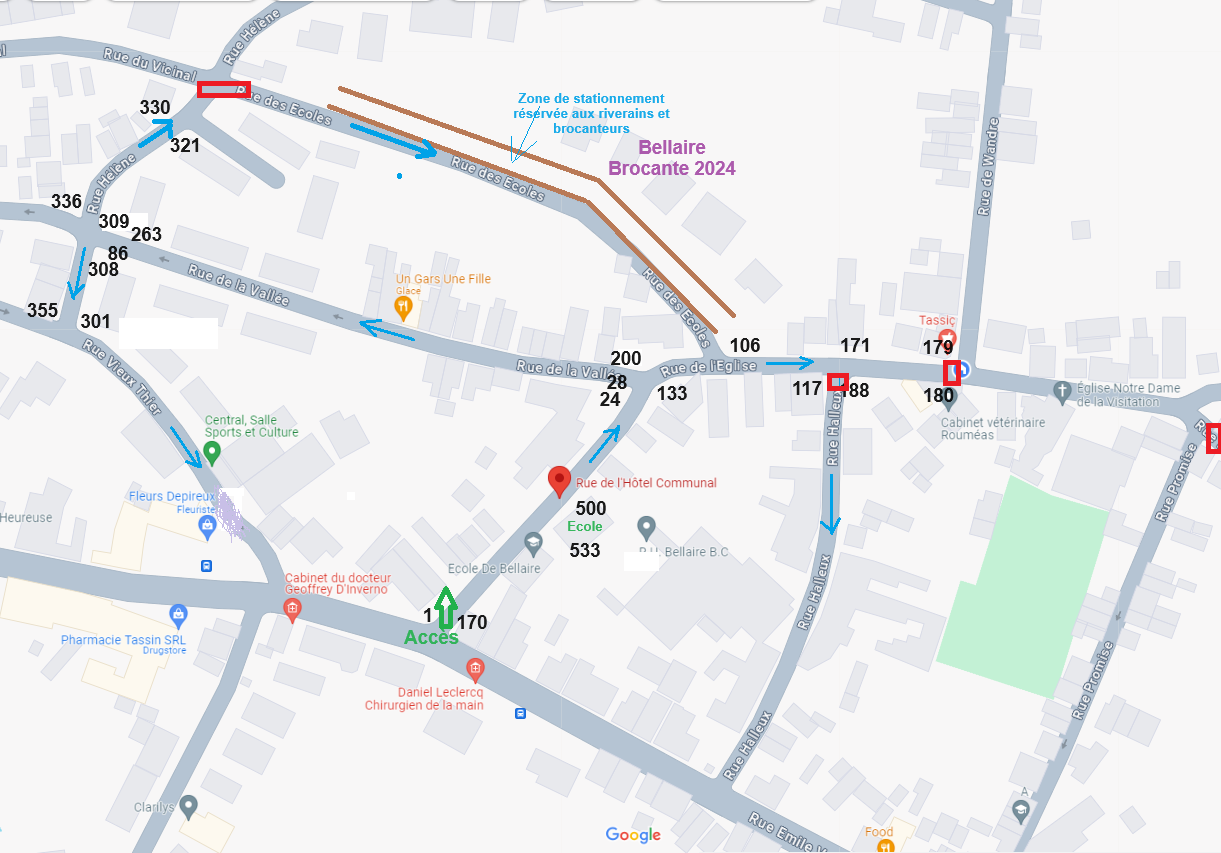 Rue Hélène
Rue du Vicinal
Rue des Ecoles
Zone de stationnement
réservée aux riverains et
brocanteurs
330
321
Bellaire
Brocante 2024
Rue des Ecoles
Rue de Wandre
Rue Hélène
336
309
263
86
308
Rue de la Vallée
Un Gars Une Fille
Glace
Rue des Ecoles
355
301
Rue Vieux Thier
Tassiç
106
171
179
200
Rue de la Vallée
Rue de l'Eglise
28
24
133
117
188
180
Église Notre Dame
de la Visitation
Cabinet vétérinaire
Rouméas
Rue Halleux
Central, Salle
Sports et Culture
Rue de l'Hôtel Communal
Rue Promise
Fleurs Depireux
Fleuriste
500
Ecole
533
Heureuse
Bellaire B.C
Ecole De Bellaire
Cabinet du docteur
Geoffrey D'Inverno
Rue Halleux
1
170
Accès
Pharmacie Tassin SRL
Drugstore
Rue Promise
Daniel Leclercq
Chirurgien de la main
Rue Halleux
Clarilys
A
Google
Rue Emile V
Food